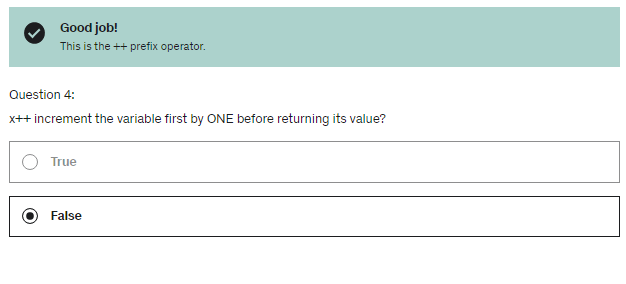 Good job!
This is the ++ prefix operator.
Question 4:
x++ increment the variable first by ONE before returning its value?
True
False